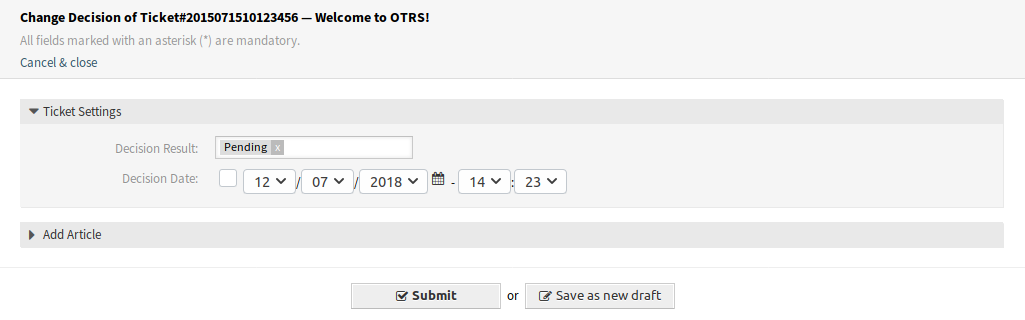 Change Decision of Ticket#2015071510123456 — Welcome to OTRS!
All fields marked with an asterisk (*) are mandatory.
Cancel & close
Ticket Settings
Decision Result: Pending x
Decision Date: 12 / 07 / 2018 - 14 : 23
Add Article
Submit or Save as new draft